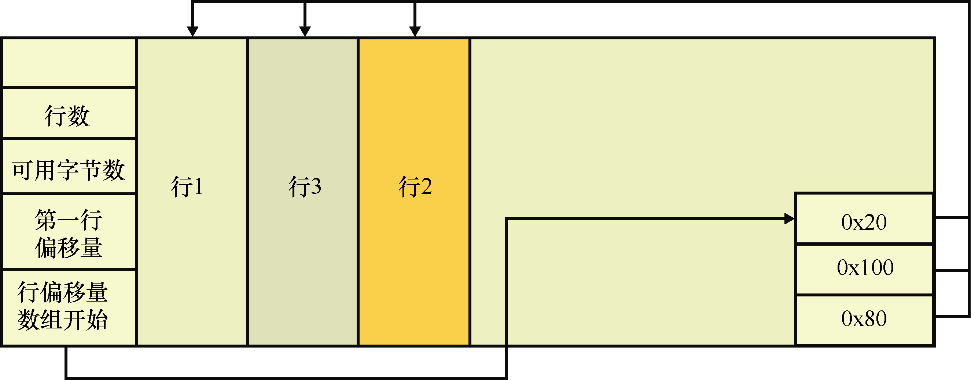 行数
可用字节数
第一行
偏移量
行偏移量
数组开始
行1
行3
行2
0x20
0x100
0x80